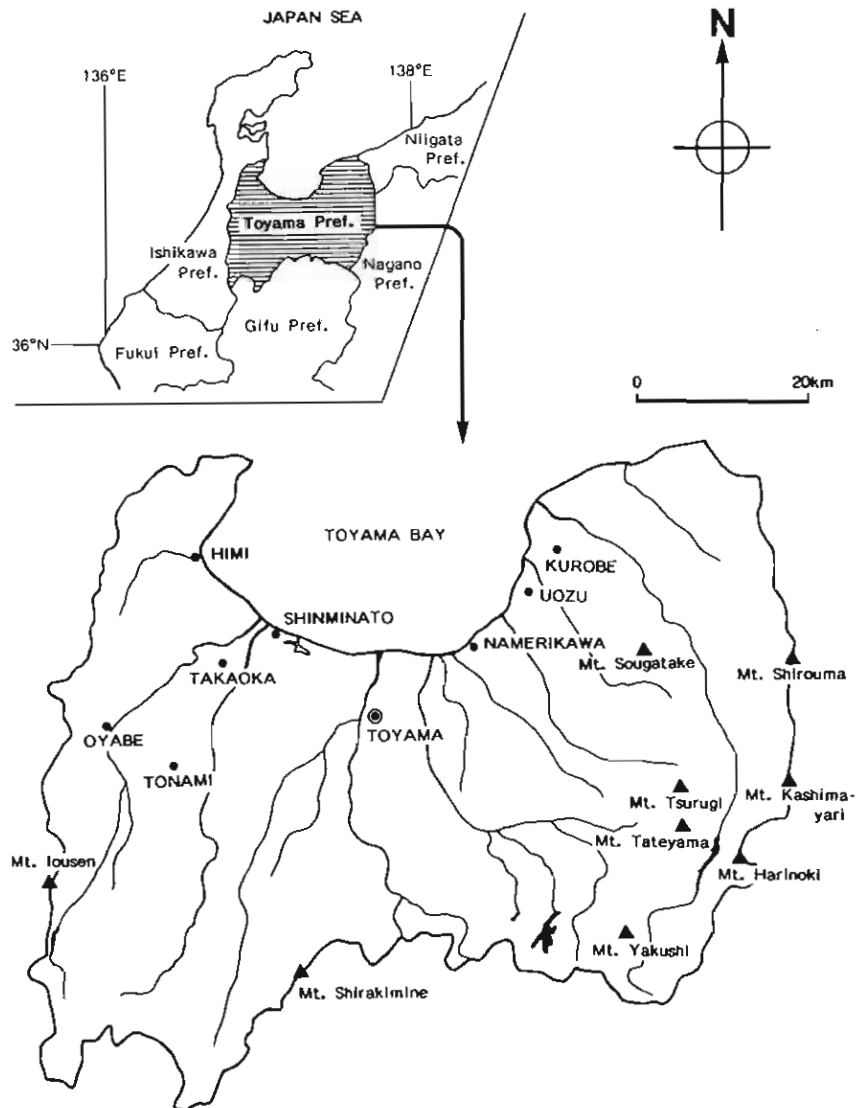 JAPAN SEA
N
136°E
138°E
Niigata
Pref.
Toyama Pref.
Ishikawa
Pref.
Nagano
Pref.
Gifu Pref.
36°N
Fukui Pref.
0 20km
TOYAMA BAY
HIMI
KUROBE
UOZU
SHINMINATO
NAMERIKAWA
Mt. Sougatake
TAKAOKA
Mt. Shirouma
OYABE
TOYAMA
TONAMI
Mt. Tsurugi
Mt. Kashima-
yari
Mt. Tateyama
Mt. Iousen
Mt. Harinoki
Mt. Yakushi
Mt. Shirakimine